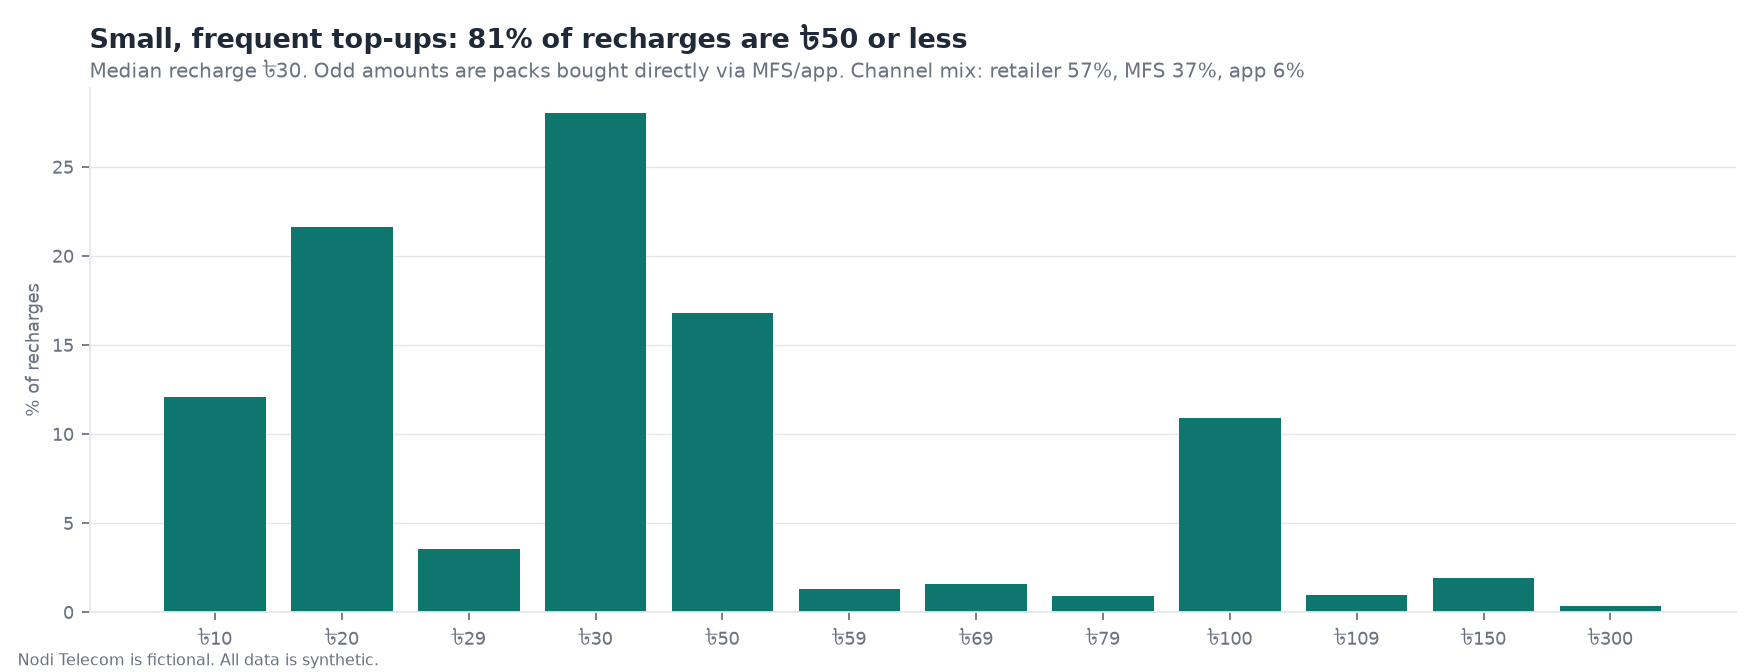 Small, frequent top-ups: 81% of recharges are ৳50 or less
Median recharge ৳30. Odd amounts are packs bought directly via MFS/app. Channel mix: retailer 57%, MFS 37%, app 6%
% of recharges
25
20
15
10
5
0
৳10 ৳20 ৳29 ৳30 ৳50 ৳59 ৳69 ৳79 ৳100 ৳109 ৳150 ৳300
Nodi Telecom is fictional. All data is synthetic.